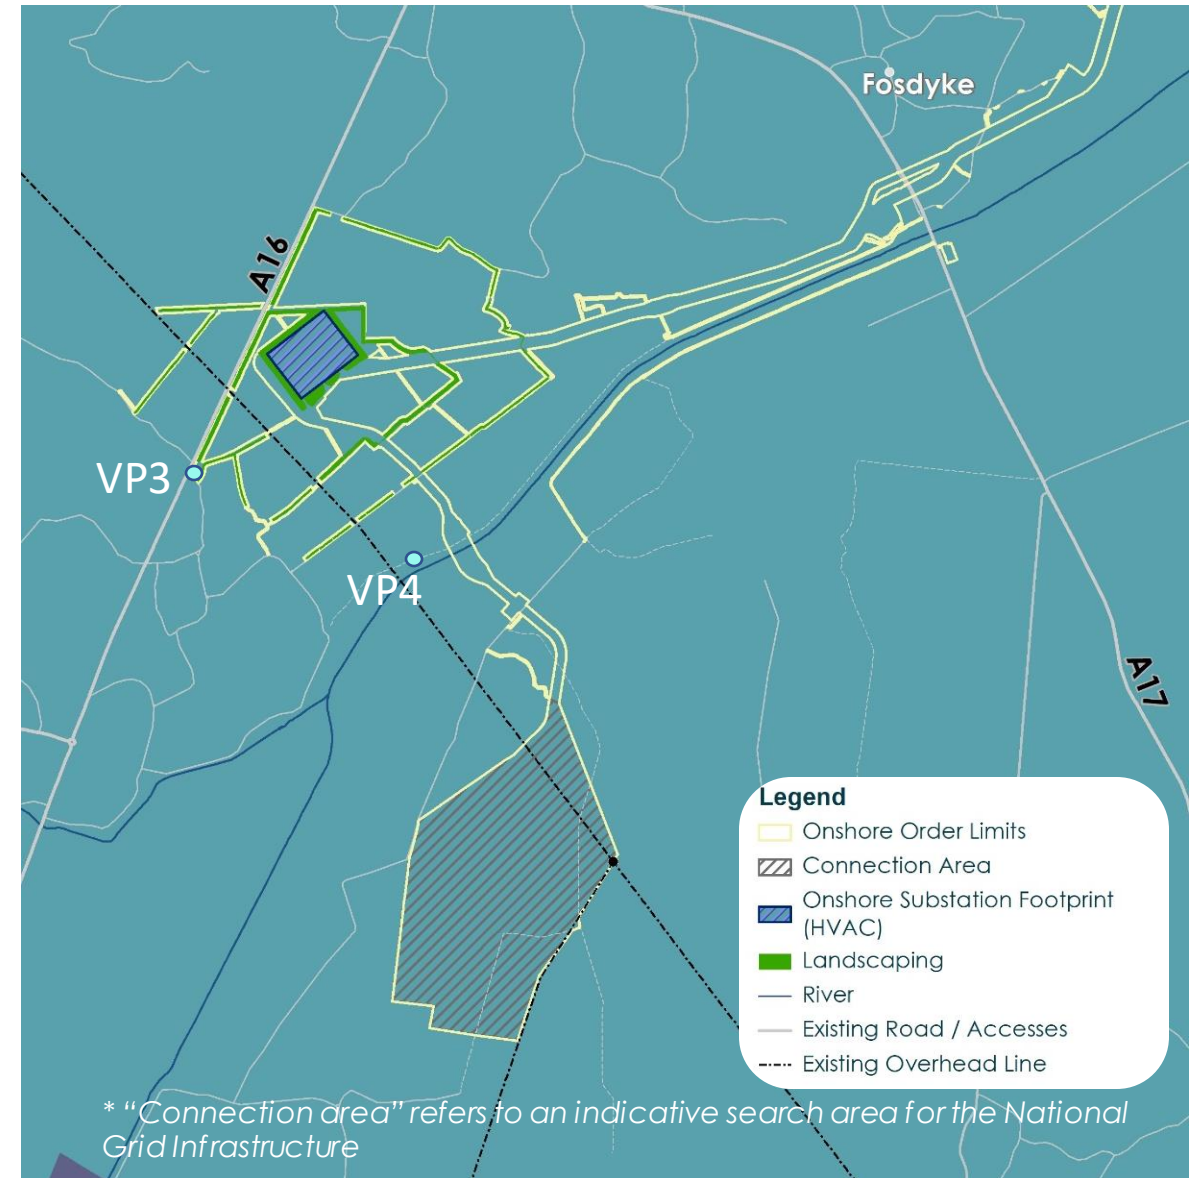 Fosdyke
A16
VP3
VP4
A17
Legend
Onshore Order Limits
Connection Area
Onshore Substation Footprint
(HVAC)
Landscaping
River
Existing Road / Accesses
Existing Overhead Line
* “Connection area” refers to an indicative search area for the National
Grid Infrastructure